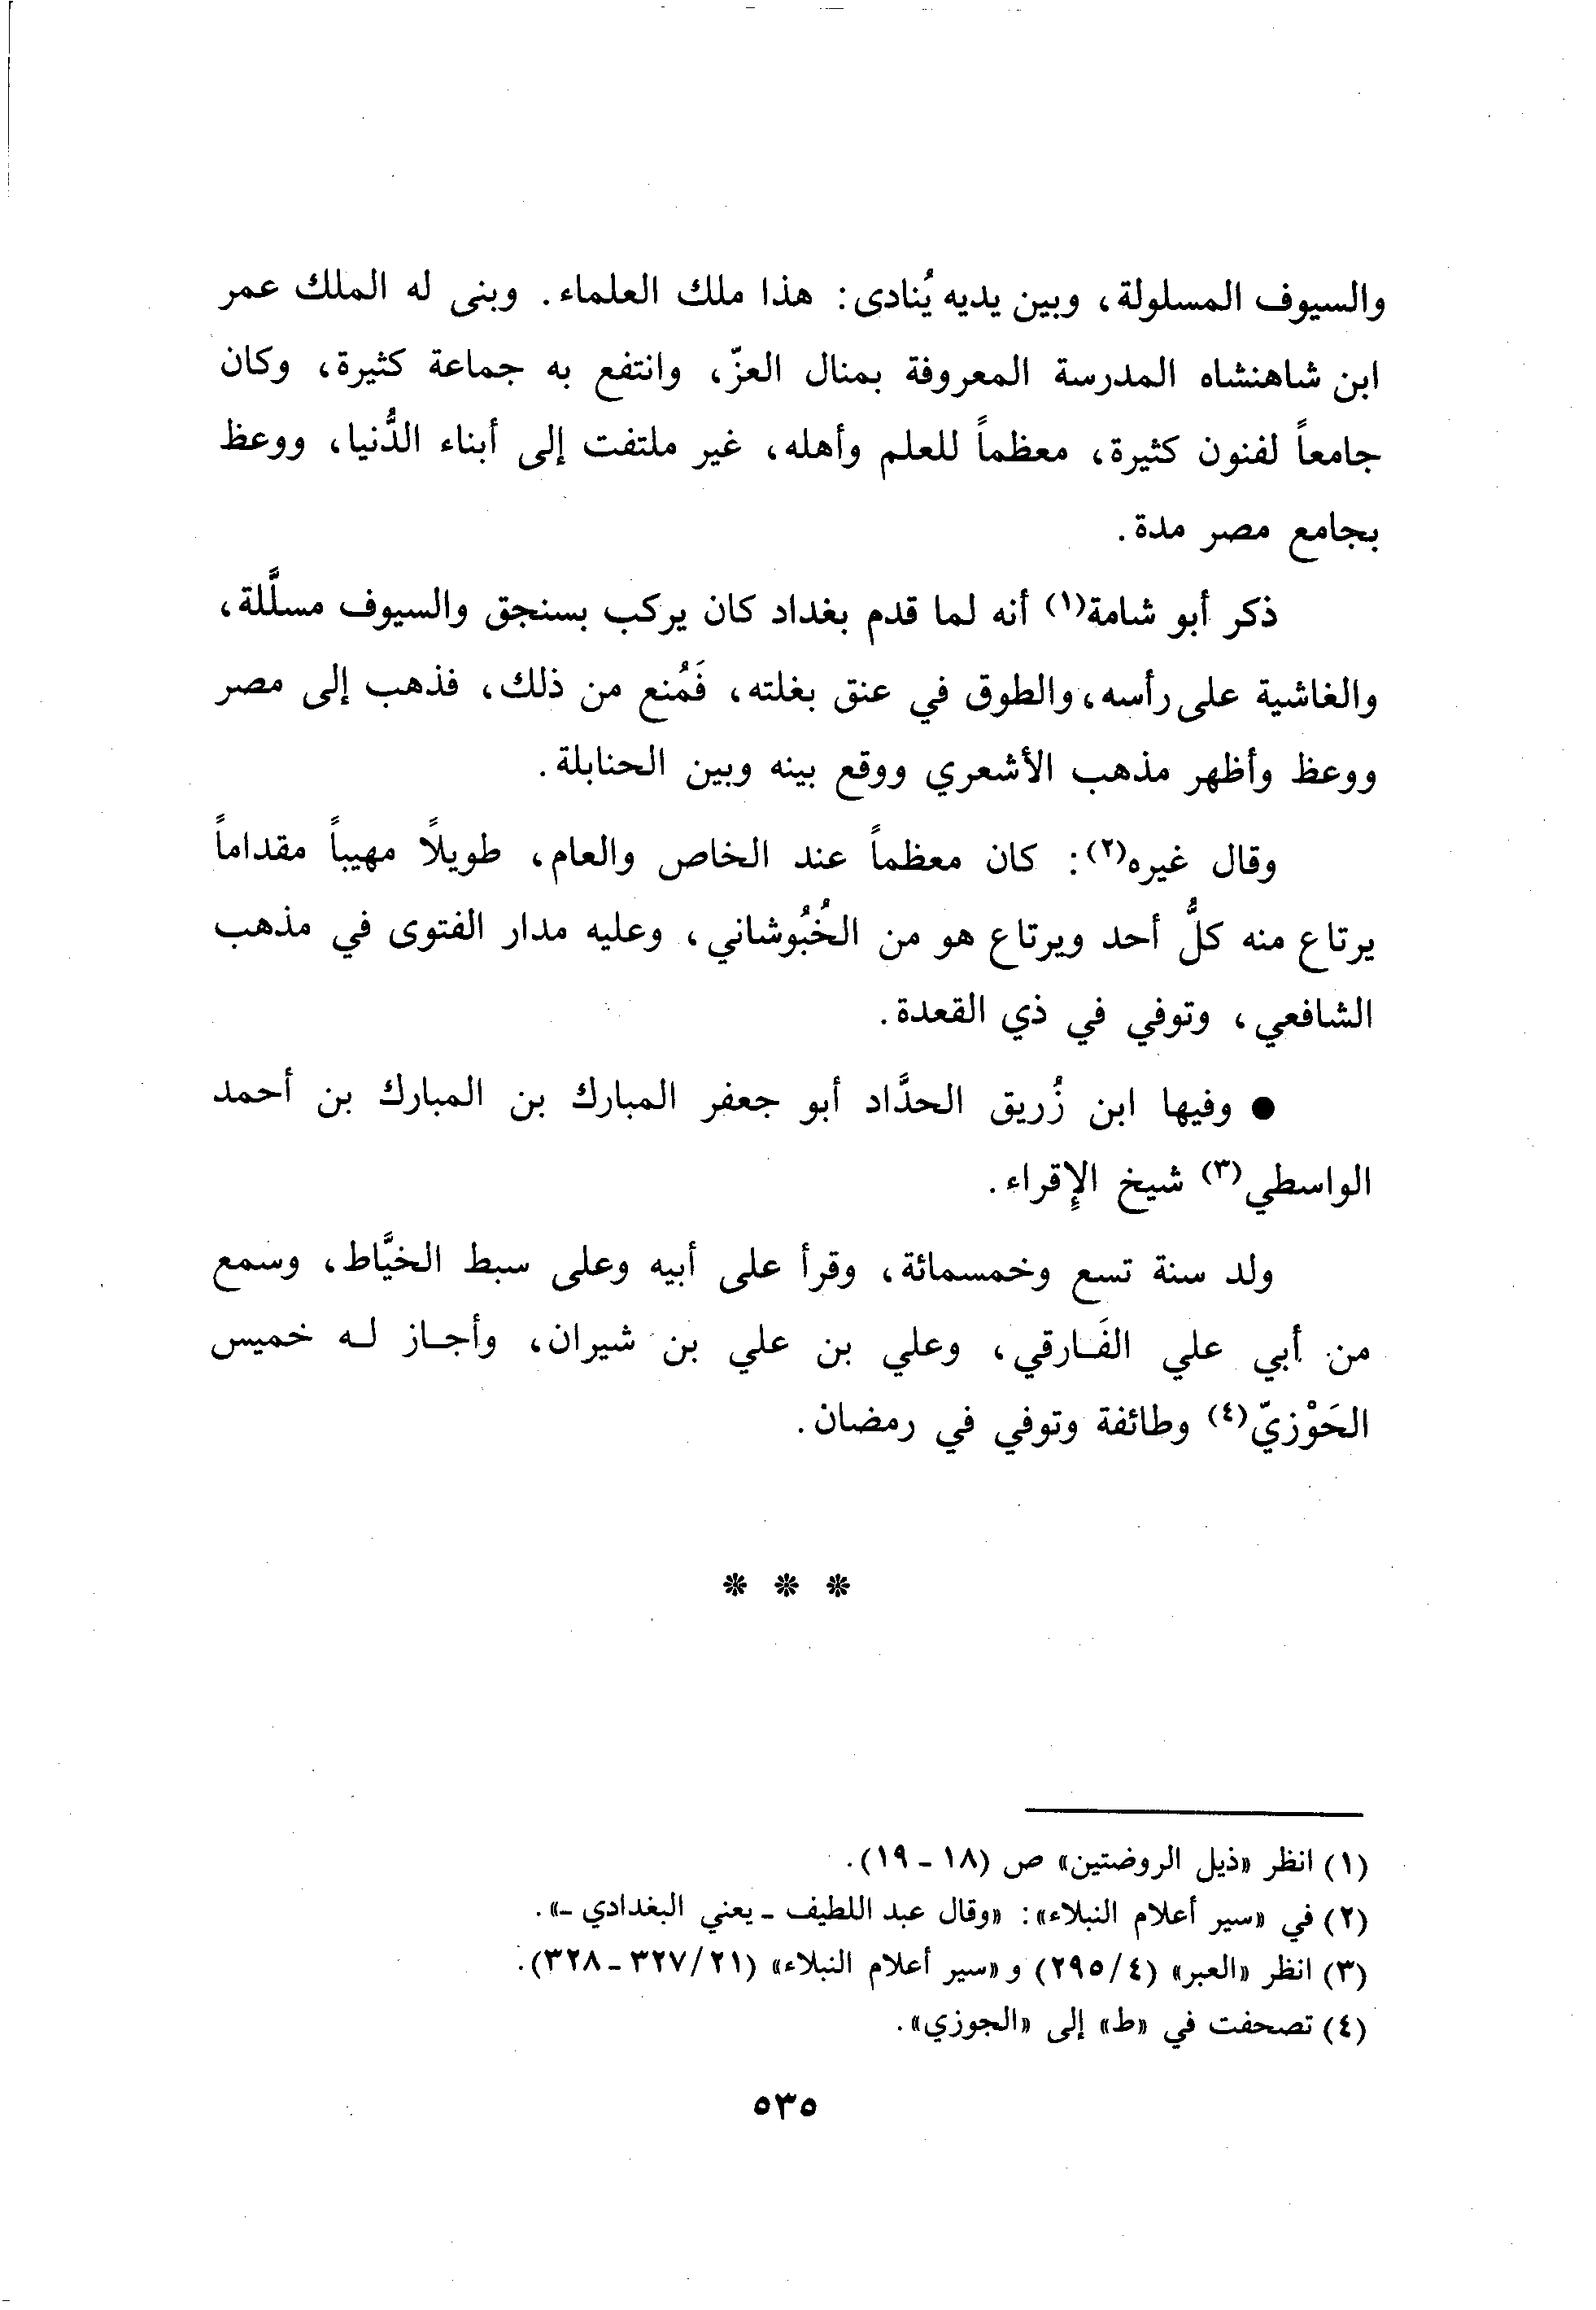 والسيوف المسلولة، وبين يديه يُنادى: هذا ملك العلماء. وبنى له الملك عمر
ابن شاهنشاه المدرسة المعروفة بمنال العزّ، وانتفع به جماعة كثيرة، وكان
جامعاً لفنون كثيرة، معظماً للعلم وأهله، غير ملتفت إلى أبناء الدُّنيا، ووعظ
بجامع مصر مدة.
ذكر أبو شامة(١) أنه لما قدم بغداد كان يركب بسنجق والسيوف مسلَّلة،
والغاشية على رأسه، والطوق في عنق بغلته، فَمُنع من ذلك، فذهب إلى مصر
ووعظ وأظهر مذهب الأشعري ووقع بينه وبين الحنابلة.
وقال غيره(٢): كان معظماً عند الخاص والعام، طويلاً مهيباً مقداماً
يرتاع منه كلُّ أحد ويرتاع هو من الخُبُوشاني، وعليه مدار الفتوى في مذهب
الشافعي، وتوفي في ذي القعدة.
● وفيها ابن زُريق الحدَّاد أبو جعفر المبارك بن المبارك بن أحمد
الواسطي(٣) شيخ الإقراء.
ولد سنة تسع وخمسمائة، وقرأ على أبيه وعلى سبط الخيَّاط، وسمع
من أبي علي الفَـارقي، وعلي بن علي بن شيران، وأجـاز لـه خميس
الحَوْزيّ(٤) وطائفة وتوفي في رمضان.
* * *
(١) انظر «ذيل الروضتين» ص (١٨ - ١٩).
(٢) في «سير أعلام النبلاء»: «وقال عبد اللطيف - يعني البغدادي -».
(٣) انظر «العبر» (٤/ ٢٩٥) و «سير أعلام النبلاء» (٢١/ ٣٢٧ - ٣٢٨).
(٤) تصحفت في «ط» إلى «الجوزي».
٥٣٥